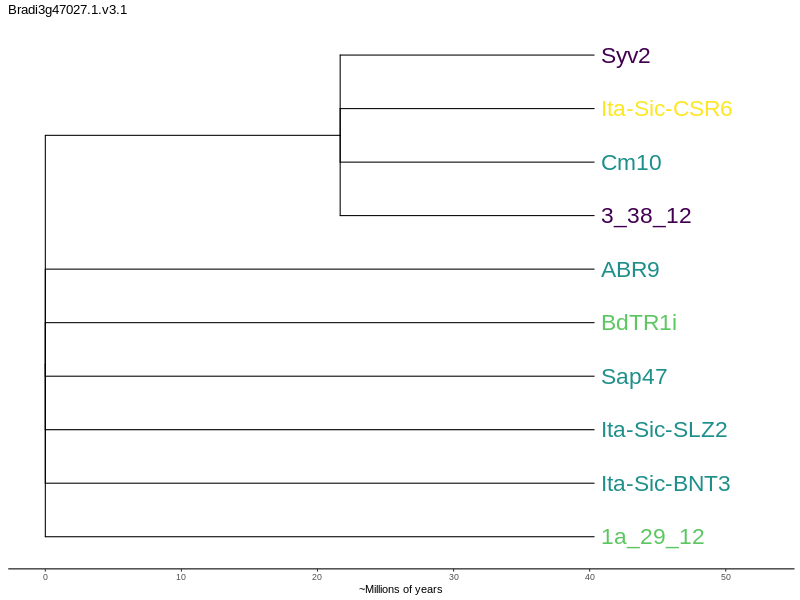 Bradi3g47027.1.v3.1
Syv2
Ita-Sic-CSR6
Cm10
3_38_12
ABR9
BdTR1i
Sap47
Ita-Sic-SLZ2
Ita-Sic-BNT3
1a_29_12
0 10 20 30 40 50
~Millions of years